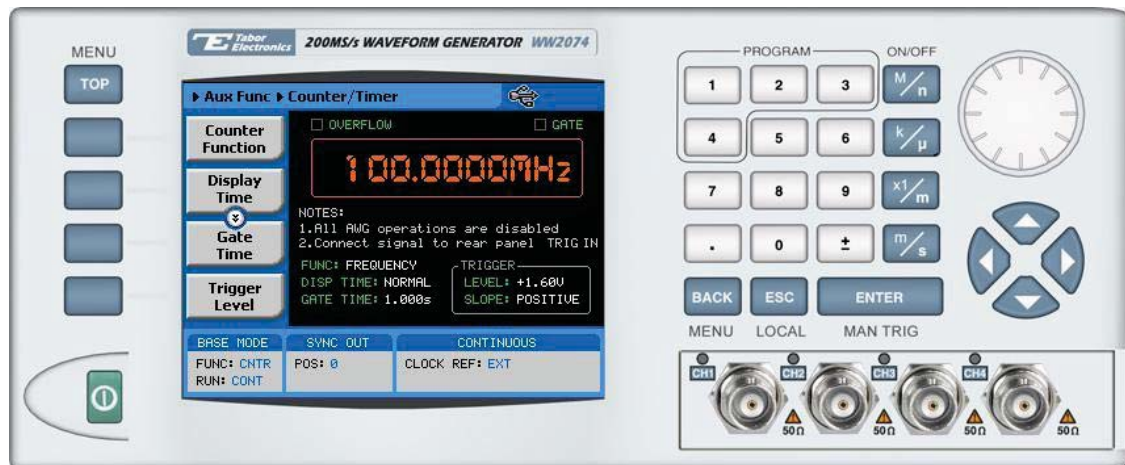 MENU
TOP
Tabor Electronics 200MS/s WAVEFORM GENERATOR WW2074
Aux Func Counter/Timer
Counter Function
Display Time
Gate Time
Trigger Level
OVERFLOW GATE
100.0000MHz
NOTES:
1.All AWG operations are disabled
2.Connect signal to rear panel TRIG IN
FUNC: FREQUENCY
DISP TIME: NORMAL
GATE TIME: 1.000s
TRIGGER
LEVEL: +1.60V
SLOPE: POSITIVE
BASE MODE SYNC OUT CONTINUOUS
FUNC: CNTR POS: 0 CLOCK REF: EXT
RUN: CONT
PROGRAM ON/OFF
1 2 3 M/n
4 5 6 k/µ
7 8 9 x1/m
. 0 ± m/s
BACK ESC ENTER
MENU LOCAL MAN TRIG
CH1 CH2 CH3 CH4
50Ω 50Ω 50Ω 50Ω